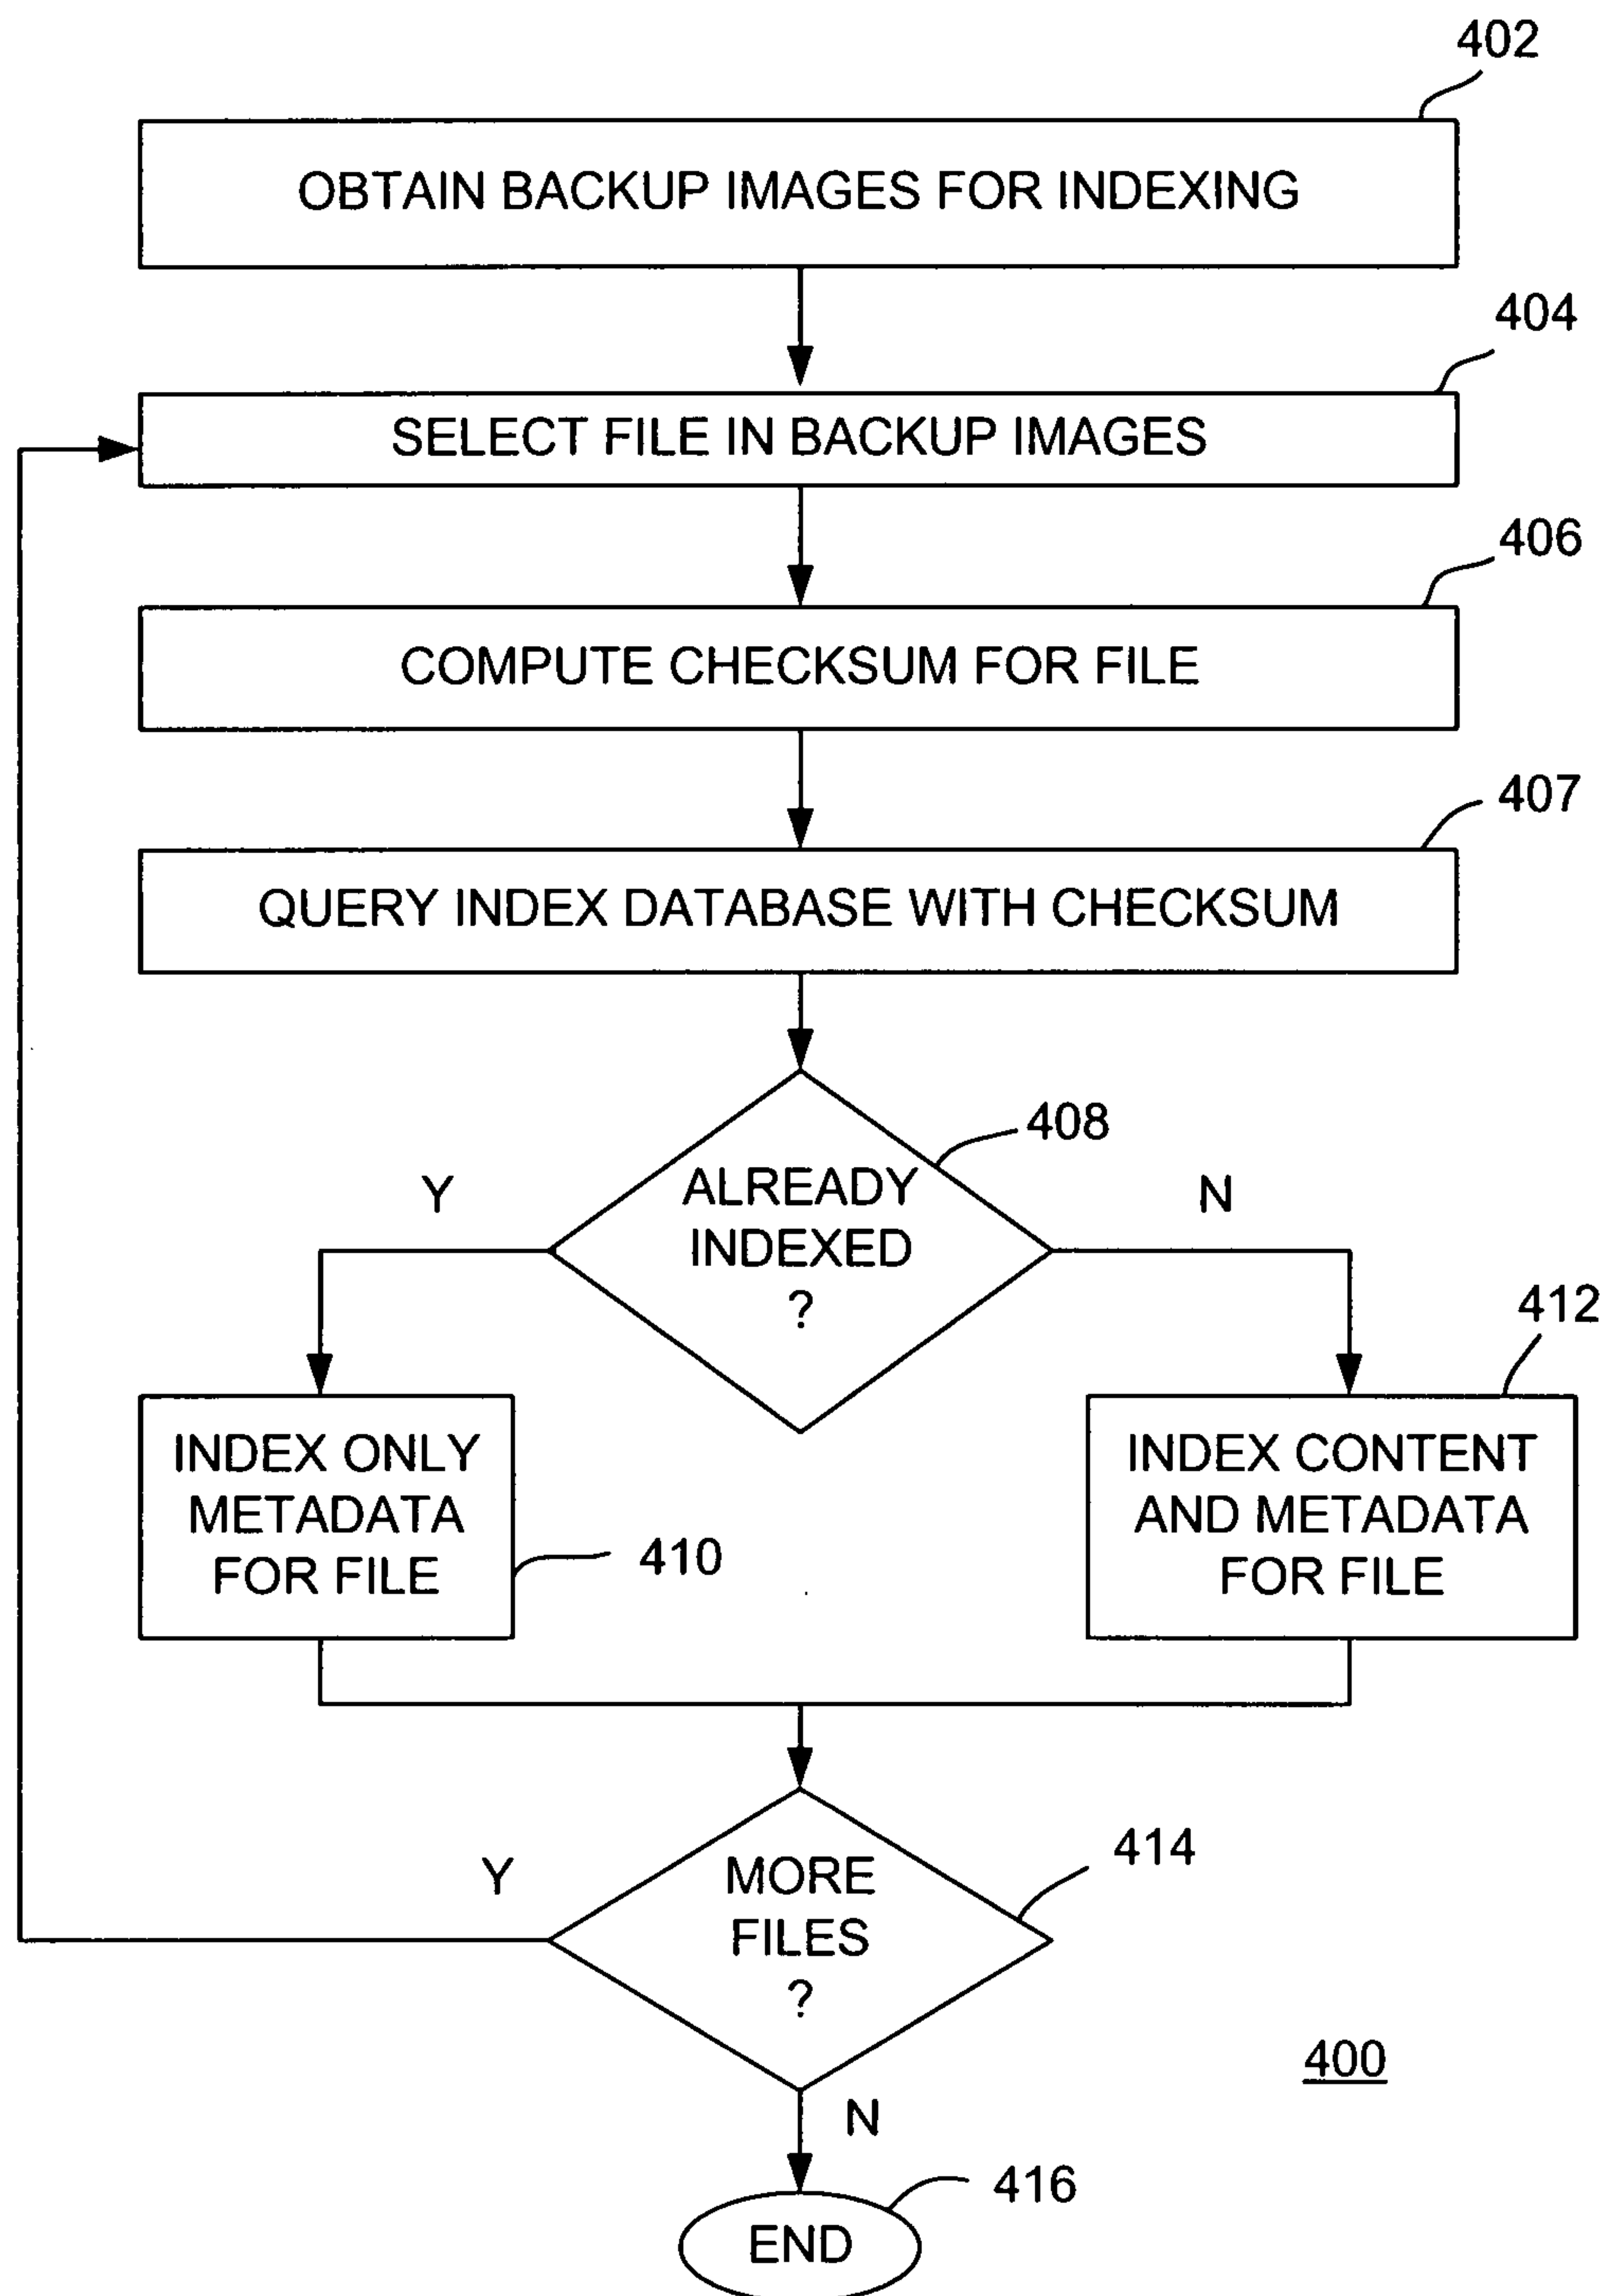 402
OBTAIN BACKUP IMAGES FOR INDEXING
404
SELECT FILE IN BACKUP IMAGES
406
COMPUTE CHECKSUM FOR FILE
407
QUERY INDEX DATABASE WITH CHECKSUM
408
ALREADY
INDEXED
?
Y
N
412
INDEX ONLY
METADATA
FOR FILE
410
INDEX CONTENT
AND METADATA
FOR FILE
414
MORE
FILES
?
Y
400
N
416
END